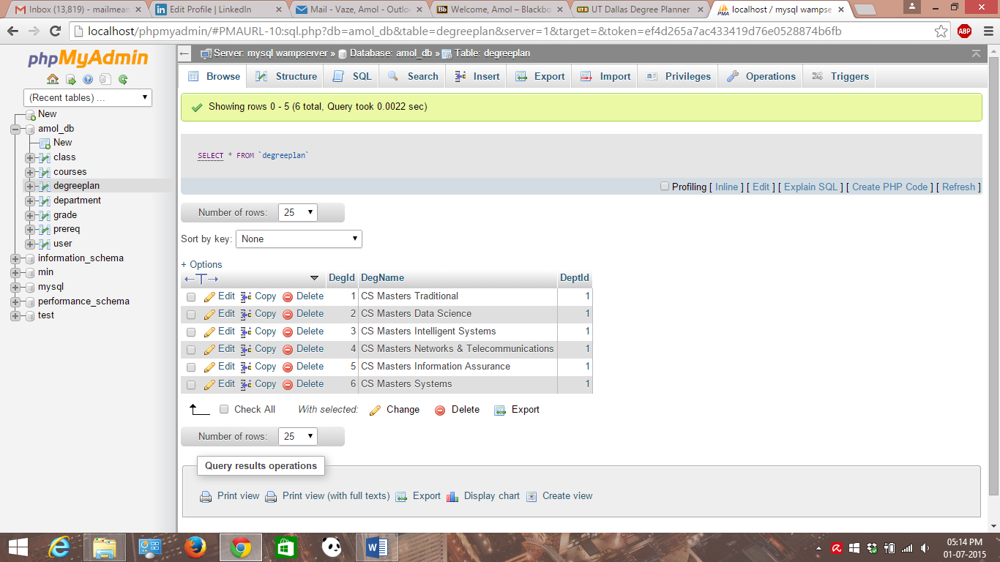 Inbox (13,819) - mailmean
Edit Profile | LinkedIn
Mail - Vaze, Amol - Outlo
Bb Welcome, Amol – Blackbo
UTD UT Dallas Degree Planner
PMA localhost / mysql wampse
localhost/phpmyadmin/#PMAURL-10:sql.php?db=amol_db&table=degreeplan&server=1&target=&token=ef4d265a7ac433419d76e0528874b6fb
ABP
phpMyAdmin
(Recent tables) ...
New
amol_db
New
class
courses
degreeplan
department
grade
prereq
user
information_schema
min
mysql
performance_schema
test
Server: mysql wampserver » Database: amol_db » Table: degreeplan
Browse Structure SQL Search Insert Export Import Privileges Operations Triggers
Showing rows 0 - 5 (6 total, Query took 0.0022 sec)
SELECT * FROM `degreeplan`
Profiling [ Inline ] [ Edit ] [ Explain SQL ] [ Create PHP Code ] [ Refresh ]
Number of rows: 25
Sort by key: None
+ Options
←T→ DegId DegName DeptId
Edit Copy Delete 1 CS Masters Traditional 1
Edit Copy Delete 2 CS Masters Data Science 1
Edit Copy Delete 3 CS Masters Intelligent Systems 1
Edit Copy Delete 4 CS Masters Networks & Telecommunications 1
Edit Copy Delete 5 CS Masters Information Assurance 1
Edit Copy Delete 6 CS Masters Systems 1
Check All With selected: Change Delete Export
Number of rows: 25
Query results operations
Print view Print view (with full texts) Export Display chart Create view
05:14 PM
01-07-2015